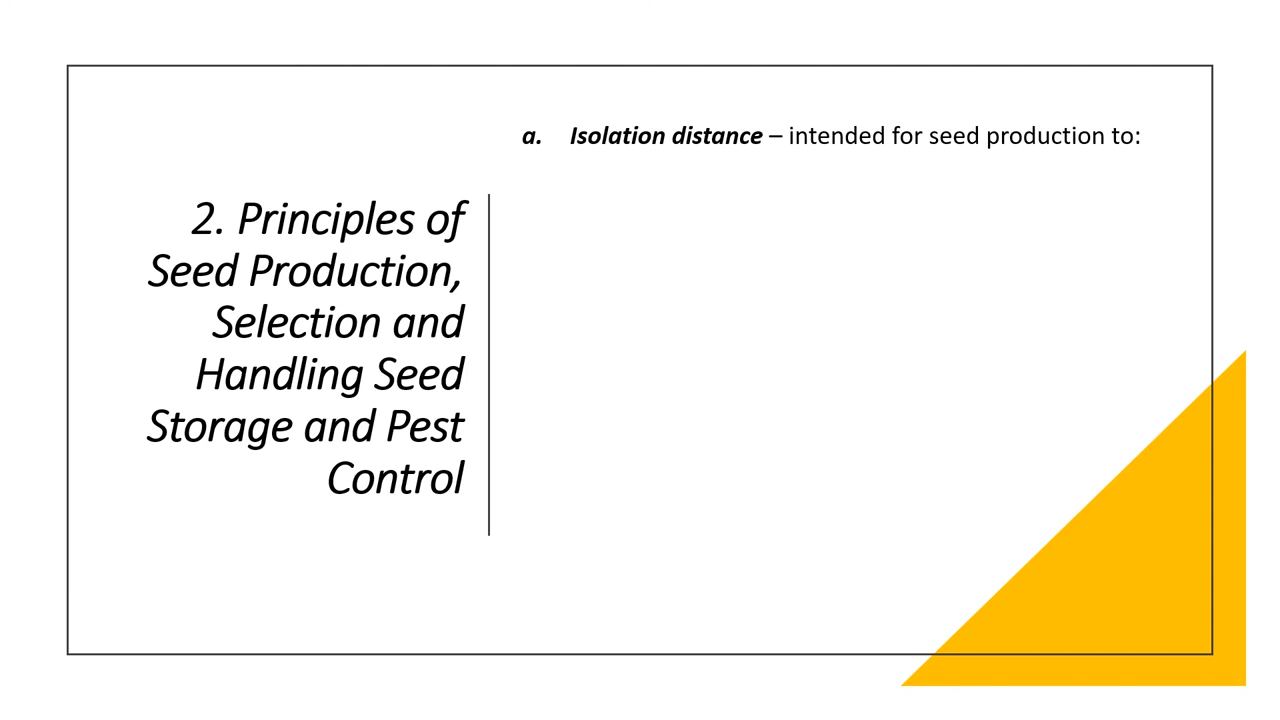 a. Isolation distance – intended for seed production to:
2. Principles of
Seed Production,
Selection and
Handling Seed
Storage and Pest
Control